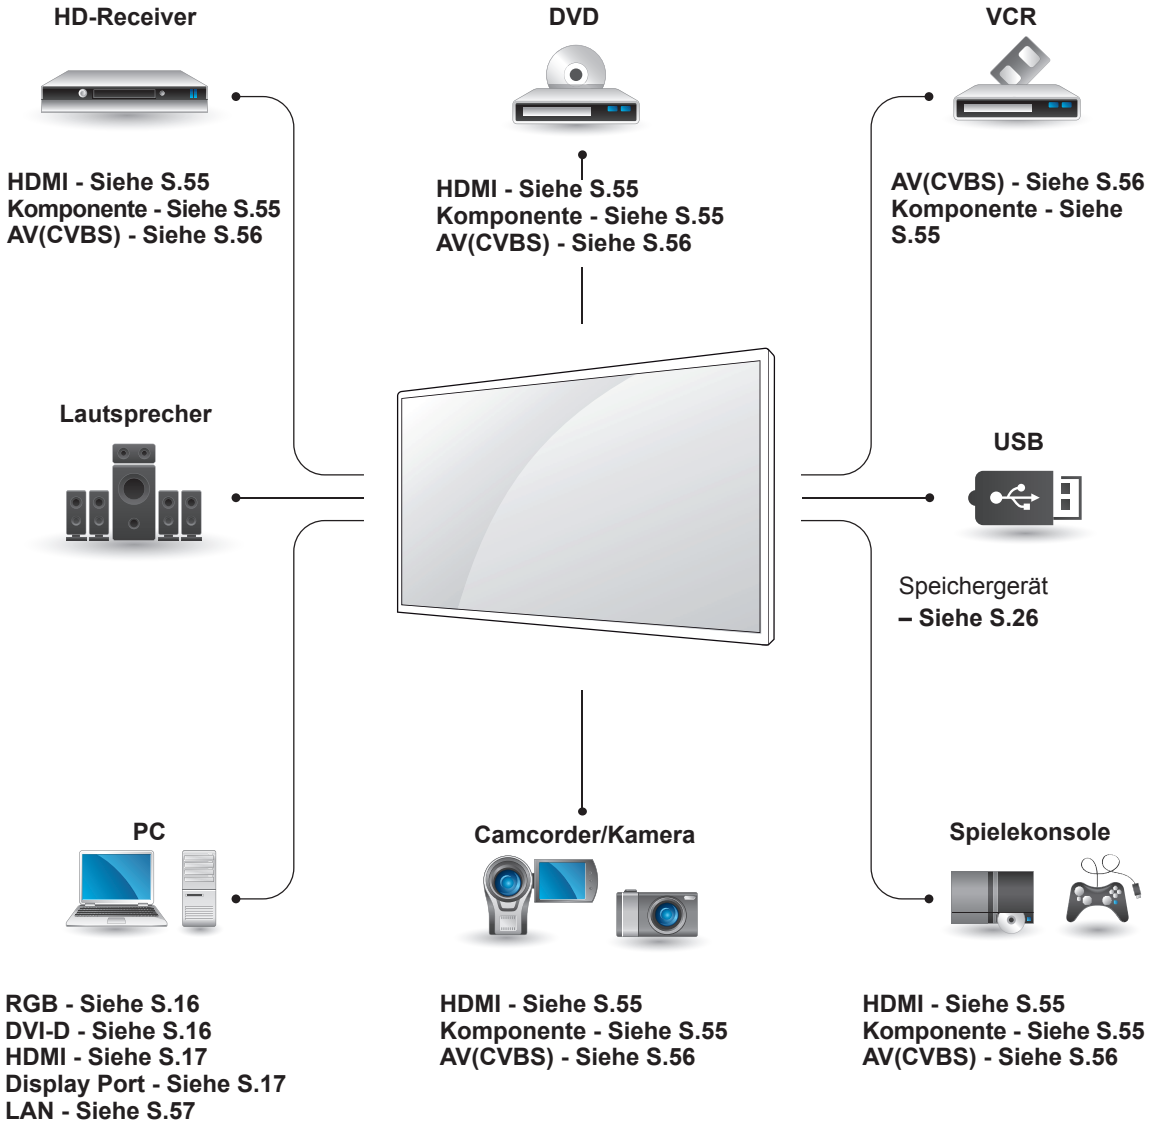 HD-Receiver
HDMI - Siehe S.55
Komponente - Siehe S.55
AV(CVBS) - Siehe S.56
DVD
HDMI - Siehe S.55
Komponente - Siehe S.55
AV(CVBS) - Siehe S.56
VCR
AV(CVBS) - Siehe S.56
Komponente - Siehe
S.55
Lautsprecher
USB
Speichergerät
– Siehe S.26
PC
RGB - Siehe S.16
DVI-D - Siehe S.16
HDMI - Siehe S.17
Display Port - Siehe S.17
LAN - Siehe S.57
Camcorder/Kamera
HDMI - Siehe S.55
Komponente - Siehe S.55
AV(CVBS) - Siehe S.56
Spielekonsole
HDMI - Siehe S.55
Komponente - Siehe S.55
AV(CVBS) - Siehe S.56